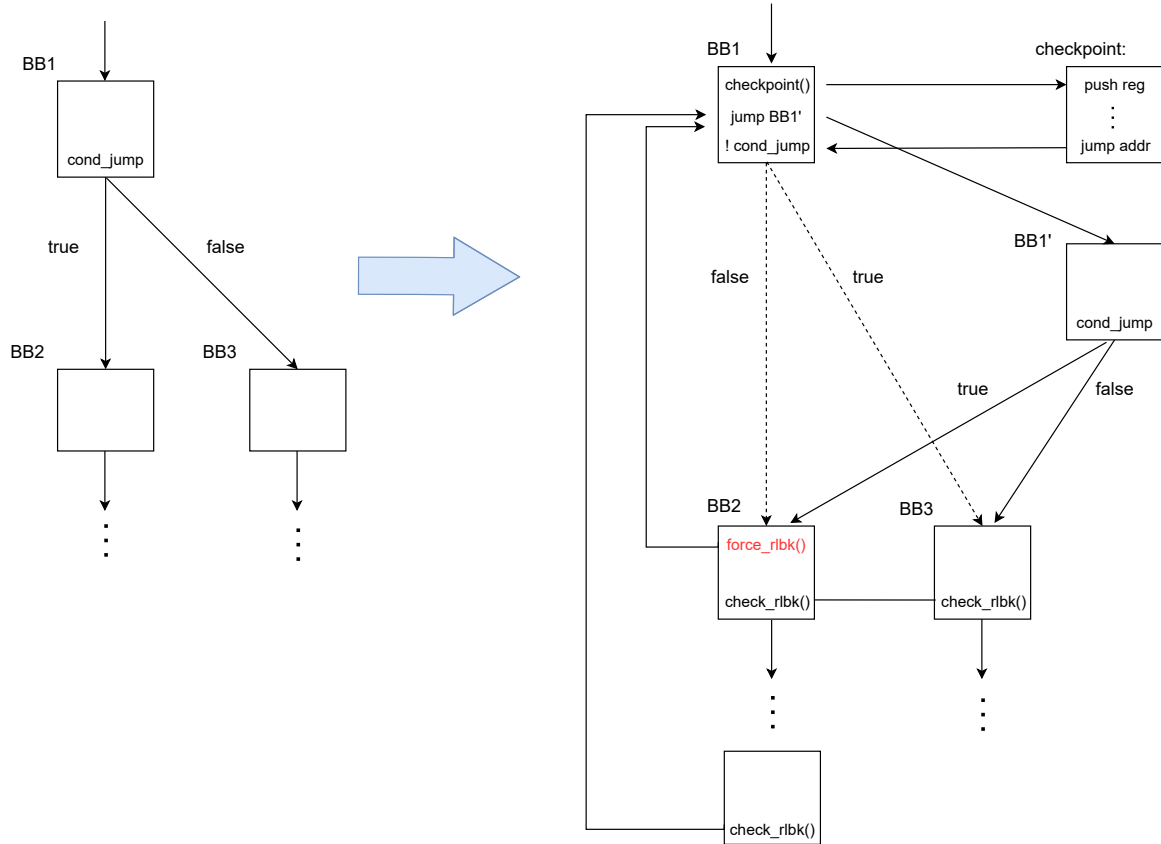 BB1
cond_jump
true
false
BB2
BB3
BB1
checkpoint:
checkpoint()
push reg
jump BB1'
! cond_jump
jump addr
BB1'
false
true
cond_jump
true
false
BB2
BB3
force_rlbk()
check_rlbk()
check_rlbk()
check_rlbk()